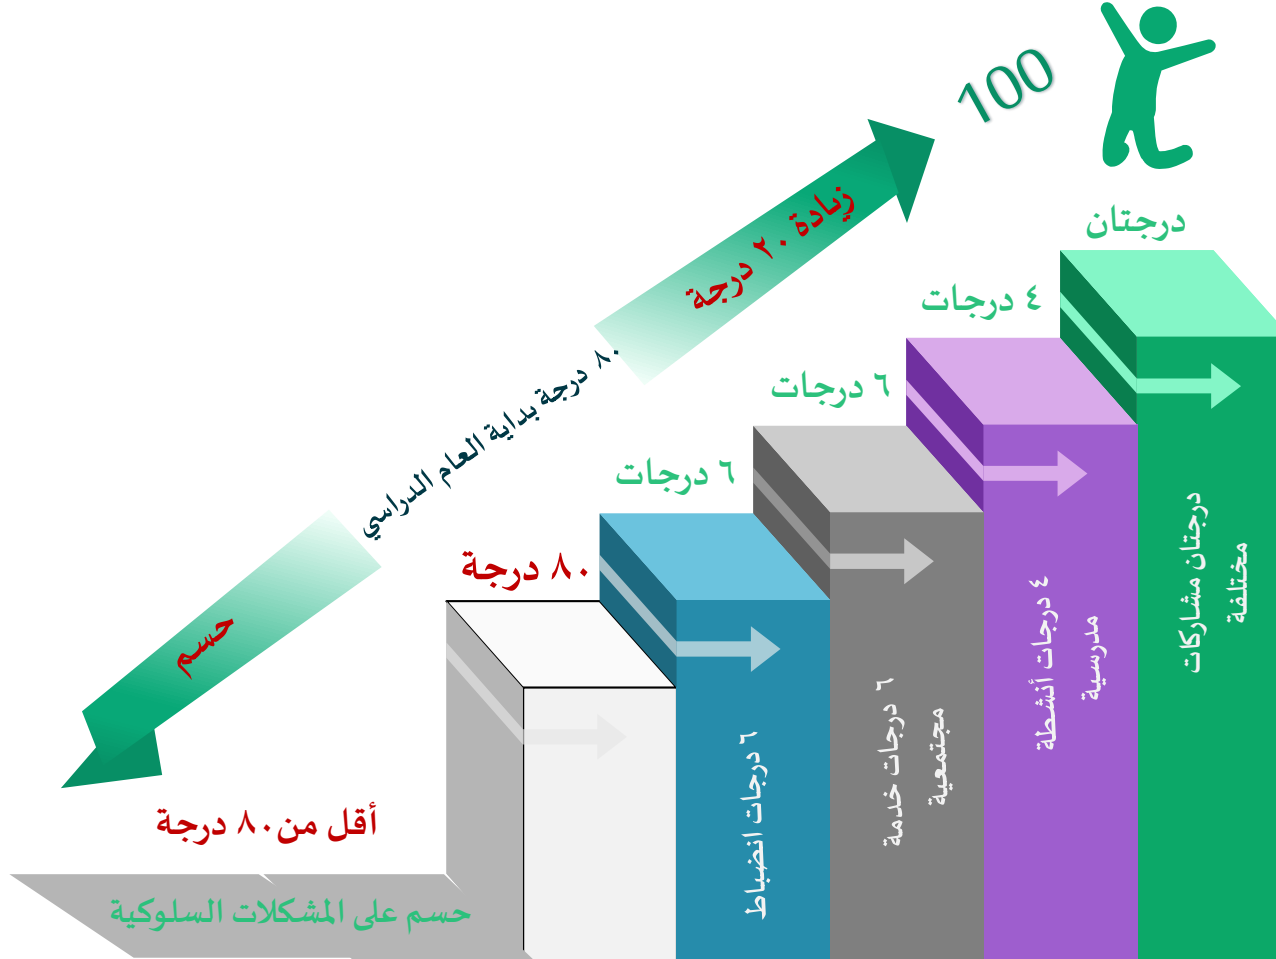 100
زيادة ٢٠ درجة
٨٠ درجة بداية العام الدراسي
حسم
درجتان
٤ درجات
٦ درجات
٦ درجات
٨٠ درجة
أقل من ٨٠ درجة
حسم على المشكلات السلوكية
درجتان مشاركات
مختلفة
٤ درجات أنشطة
مدرسية
٦ درجات خدمة
مجتمعية
٦ درجات انضباط